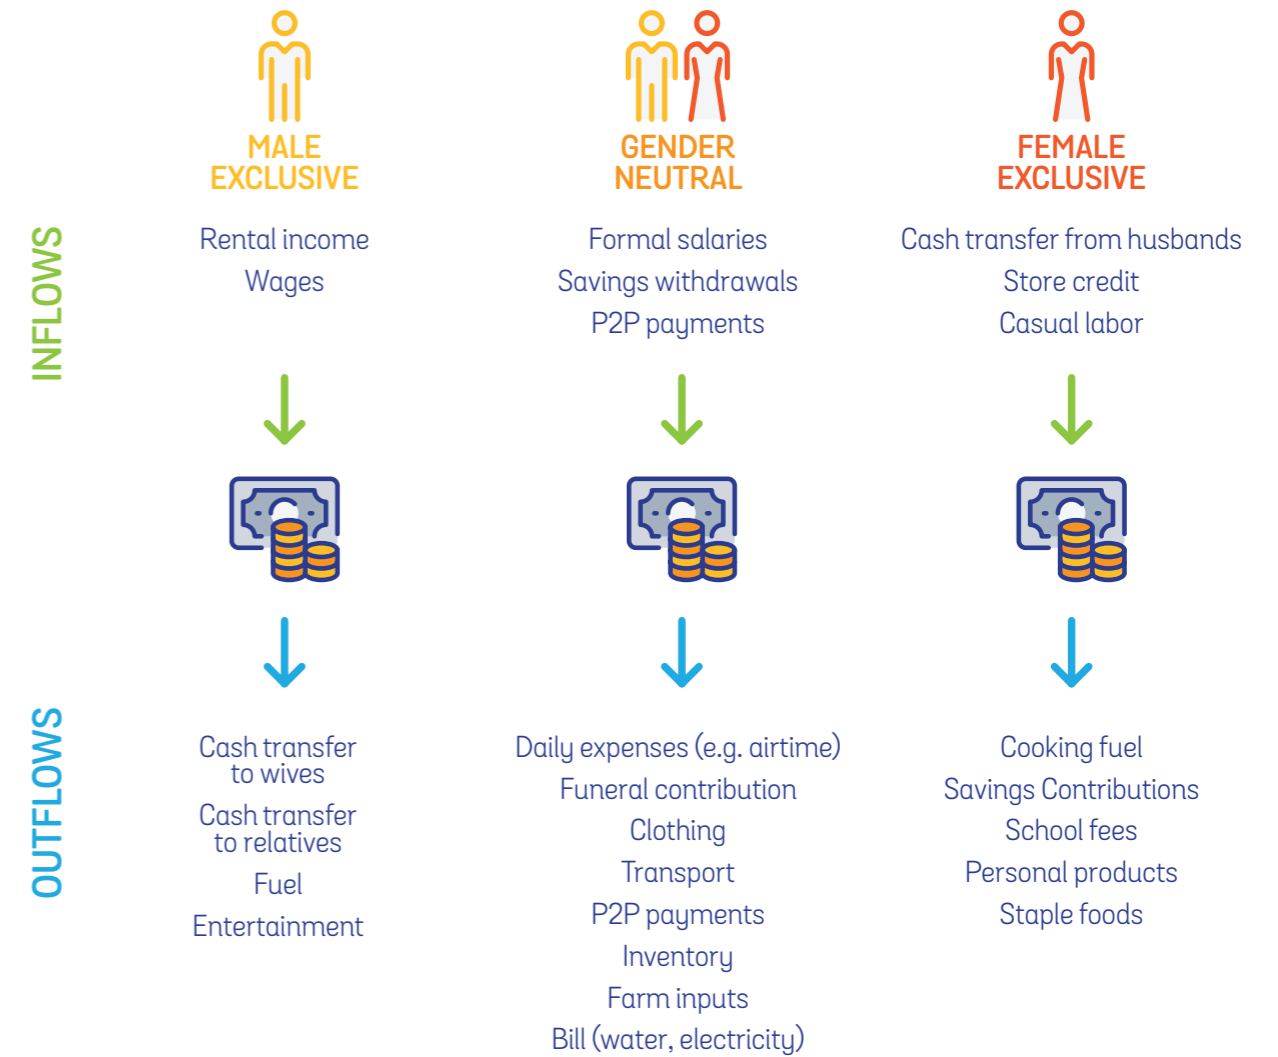 MALE
EXCLUSIVE
GENDER
NEUTRAL
FEMALE
EXCLUSIVE
INFLOWS
Rental income
Wages
Formal salaries
Savings withdrawals
P2P payments
Cash transfer from husbands
Store credit
Casual labor
OUTFLOWS
Cash transfer
to wives
Cash transfer
to relatives
Fuel
Entertainment
Daily expenses (e.g. airtime)
Funeral contribution
Clothing
Transport
P2P payments
Inventory
Farm inputs
Bill (water, electricity)
Cooking fuel
Savings Contributions
School fees
Personal products
Staple foods